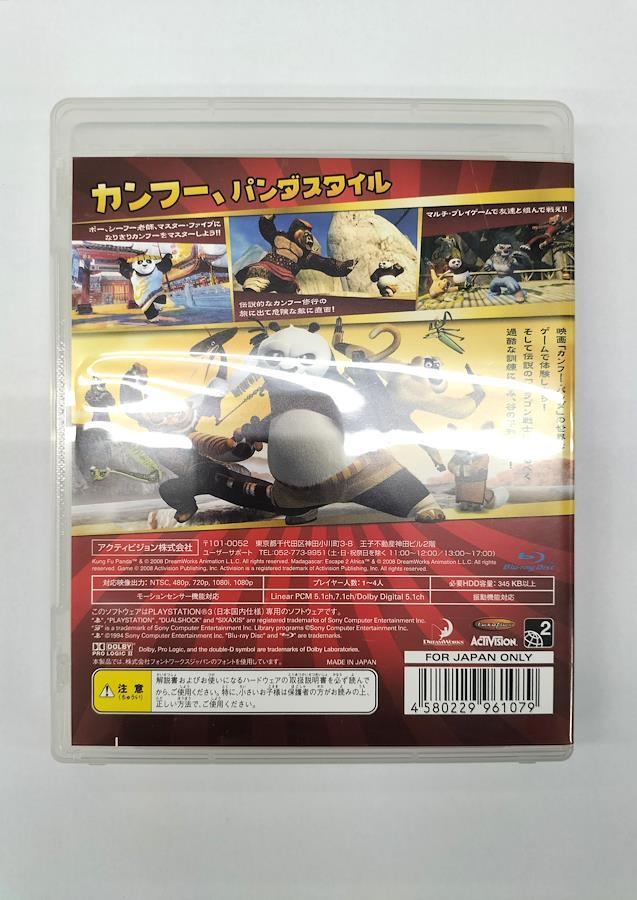 カンフー、パンダスタイル
ポー、シーフー老師、マスター・ファイブに
なりきりカンフーをマスターしよう!!
伝説的なカンフー修行の
旅に出て危険な敵に直面!
マルチ・プレイゲームで友達と組んで戦え!!
映画「カンフー・パンダ」の世界
ゲームで体験しよう!
そして伝説のドラゴン戦士
過酷な訓練に
アクティビジョン株式会社
〒101-0052 東京都千代田区神田小川町3-8 王子不動産神田ビル2階
ユーザーサポート TEL:052-773-9951 (土・日・祝祭日を除く 11:00~12:00/13:00~17:00)
Kung Fu Panda ™ & © 2008 DreamWorks Animation L.L.C. All rights reserved. Madagascar: Escape 2 Africa ™ & © 2008 DreamWorks Animation L.L.C. All rights
reserved. Game © 2008 Activision Publishing, Inc. Activision is a registered trademark of Activision Publishing, Inc. All rights reserved.
Blu-ray Disc
対応映像出力: NTSC, 480p, 720p, 1080i, 1080p
プレイヤー人数: 1~4人
必要HDD容量: 345 KB以上
モーションセンサー機能対応
Linear PCM 5.1ch,7.1ch/Dolby Digital 5.1ch
振動機能対応
このソフトウェアはPLAYSTATION®3 (日本国内仕様) 専用のソフトウェアです。
"PLAYSTATION", "DUALSHOCK" and "SIXAXIS" are registered trademarks of Sony Computer Entertainment Inc.
is a trademark of Sony Computer Entertainment Inc. Library programs ©Sony Computer Entertainment Inc.
©1994 Sony Computer Entertainment Inc. "Blu-ray Disc" and are trademarks.
DOLBY
PRO LOGIC II
Dolby, Pro Logic, and the double-D symbol are trademarks of Dolby Laboratories.
本製品では、株式会社フォントワークスジャパンのフォントを使用しています。
MADE IN JAPAN
DREAMWORKS
ACTIVISION
2
FOR JAPAN ONLY
4 580229 961079
注意
(ちゅうい)
解説書およびお使いになるハードウェアの取扱説明書を必ず読んで
から、ご使用ください。特に、小さいお子様は保護者の方がお読みの上、
正しい方法で、ご使用ください。